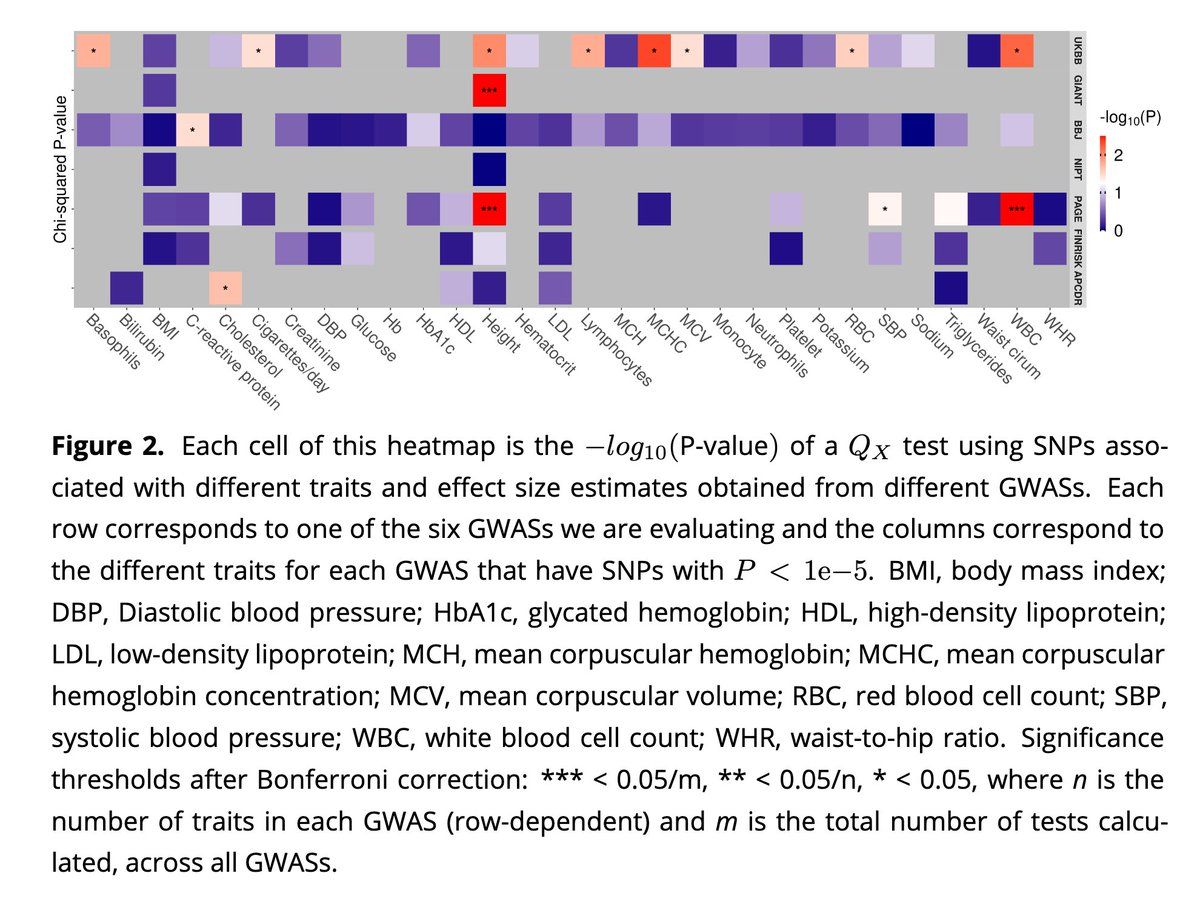 Chi-squared P-value
* * * * * * * *
UKBB
***
GIANT
*
BBJ
NIPT
*** * ***
PAGE
FINRISK
*
APCDR
-log10(P)
2
1
0
Basophils
Bilirubin
BMI
C-reactive protein
Cholesterol
Cigarettes/day
Creatinine
DBP
Glucose
Hb
HbA1c
HDL
Height
Hematocrit
LDL
Lymphocytes
MCH
MCHC
MCV
Monocyte
Neutrophils
Platelet
Potassium
RBC
SBP
Sodium
Triglycerides
Waist cirum
WBC
WHR
Figure 2. Each cell of this heatmap is the −log10(P-value) of a QX test using SNPs asso-
ciated with different traits and effect size estimates obtained from different GWASs. Each
row corresponds to one of the six GWASs we are evaluating and the columns correspond to
the different traits for each GWAS that have SNPs with P < 1e−5. BMI, body mass index;
DBP, Diastolic blood pressure; HbA1c, glycated hemoglobin; HDL, high-density lipoprotein;
LDL, low-density lipoprotein; MCH, mean corpuscular hemoglobin; MCHC, mean corpuscular
hemoglobin concentration; MCV, mean corpuscular volume; RBC, red blood cell count; SBP,
systolic blood pressure; WBC, white blood cell count; WHR, waist-to-hip ratio. Significance
thresholds after Bonferroni correction: *** < 0.05/m, ** < 0.05/n, * < 0.05, where n is the
number of traits in each GWAS (row-dependent) and m is the total number of tests calcu-
lated, across all GWASs.